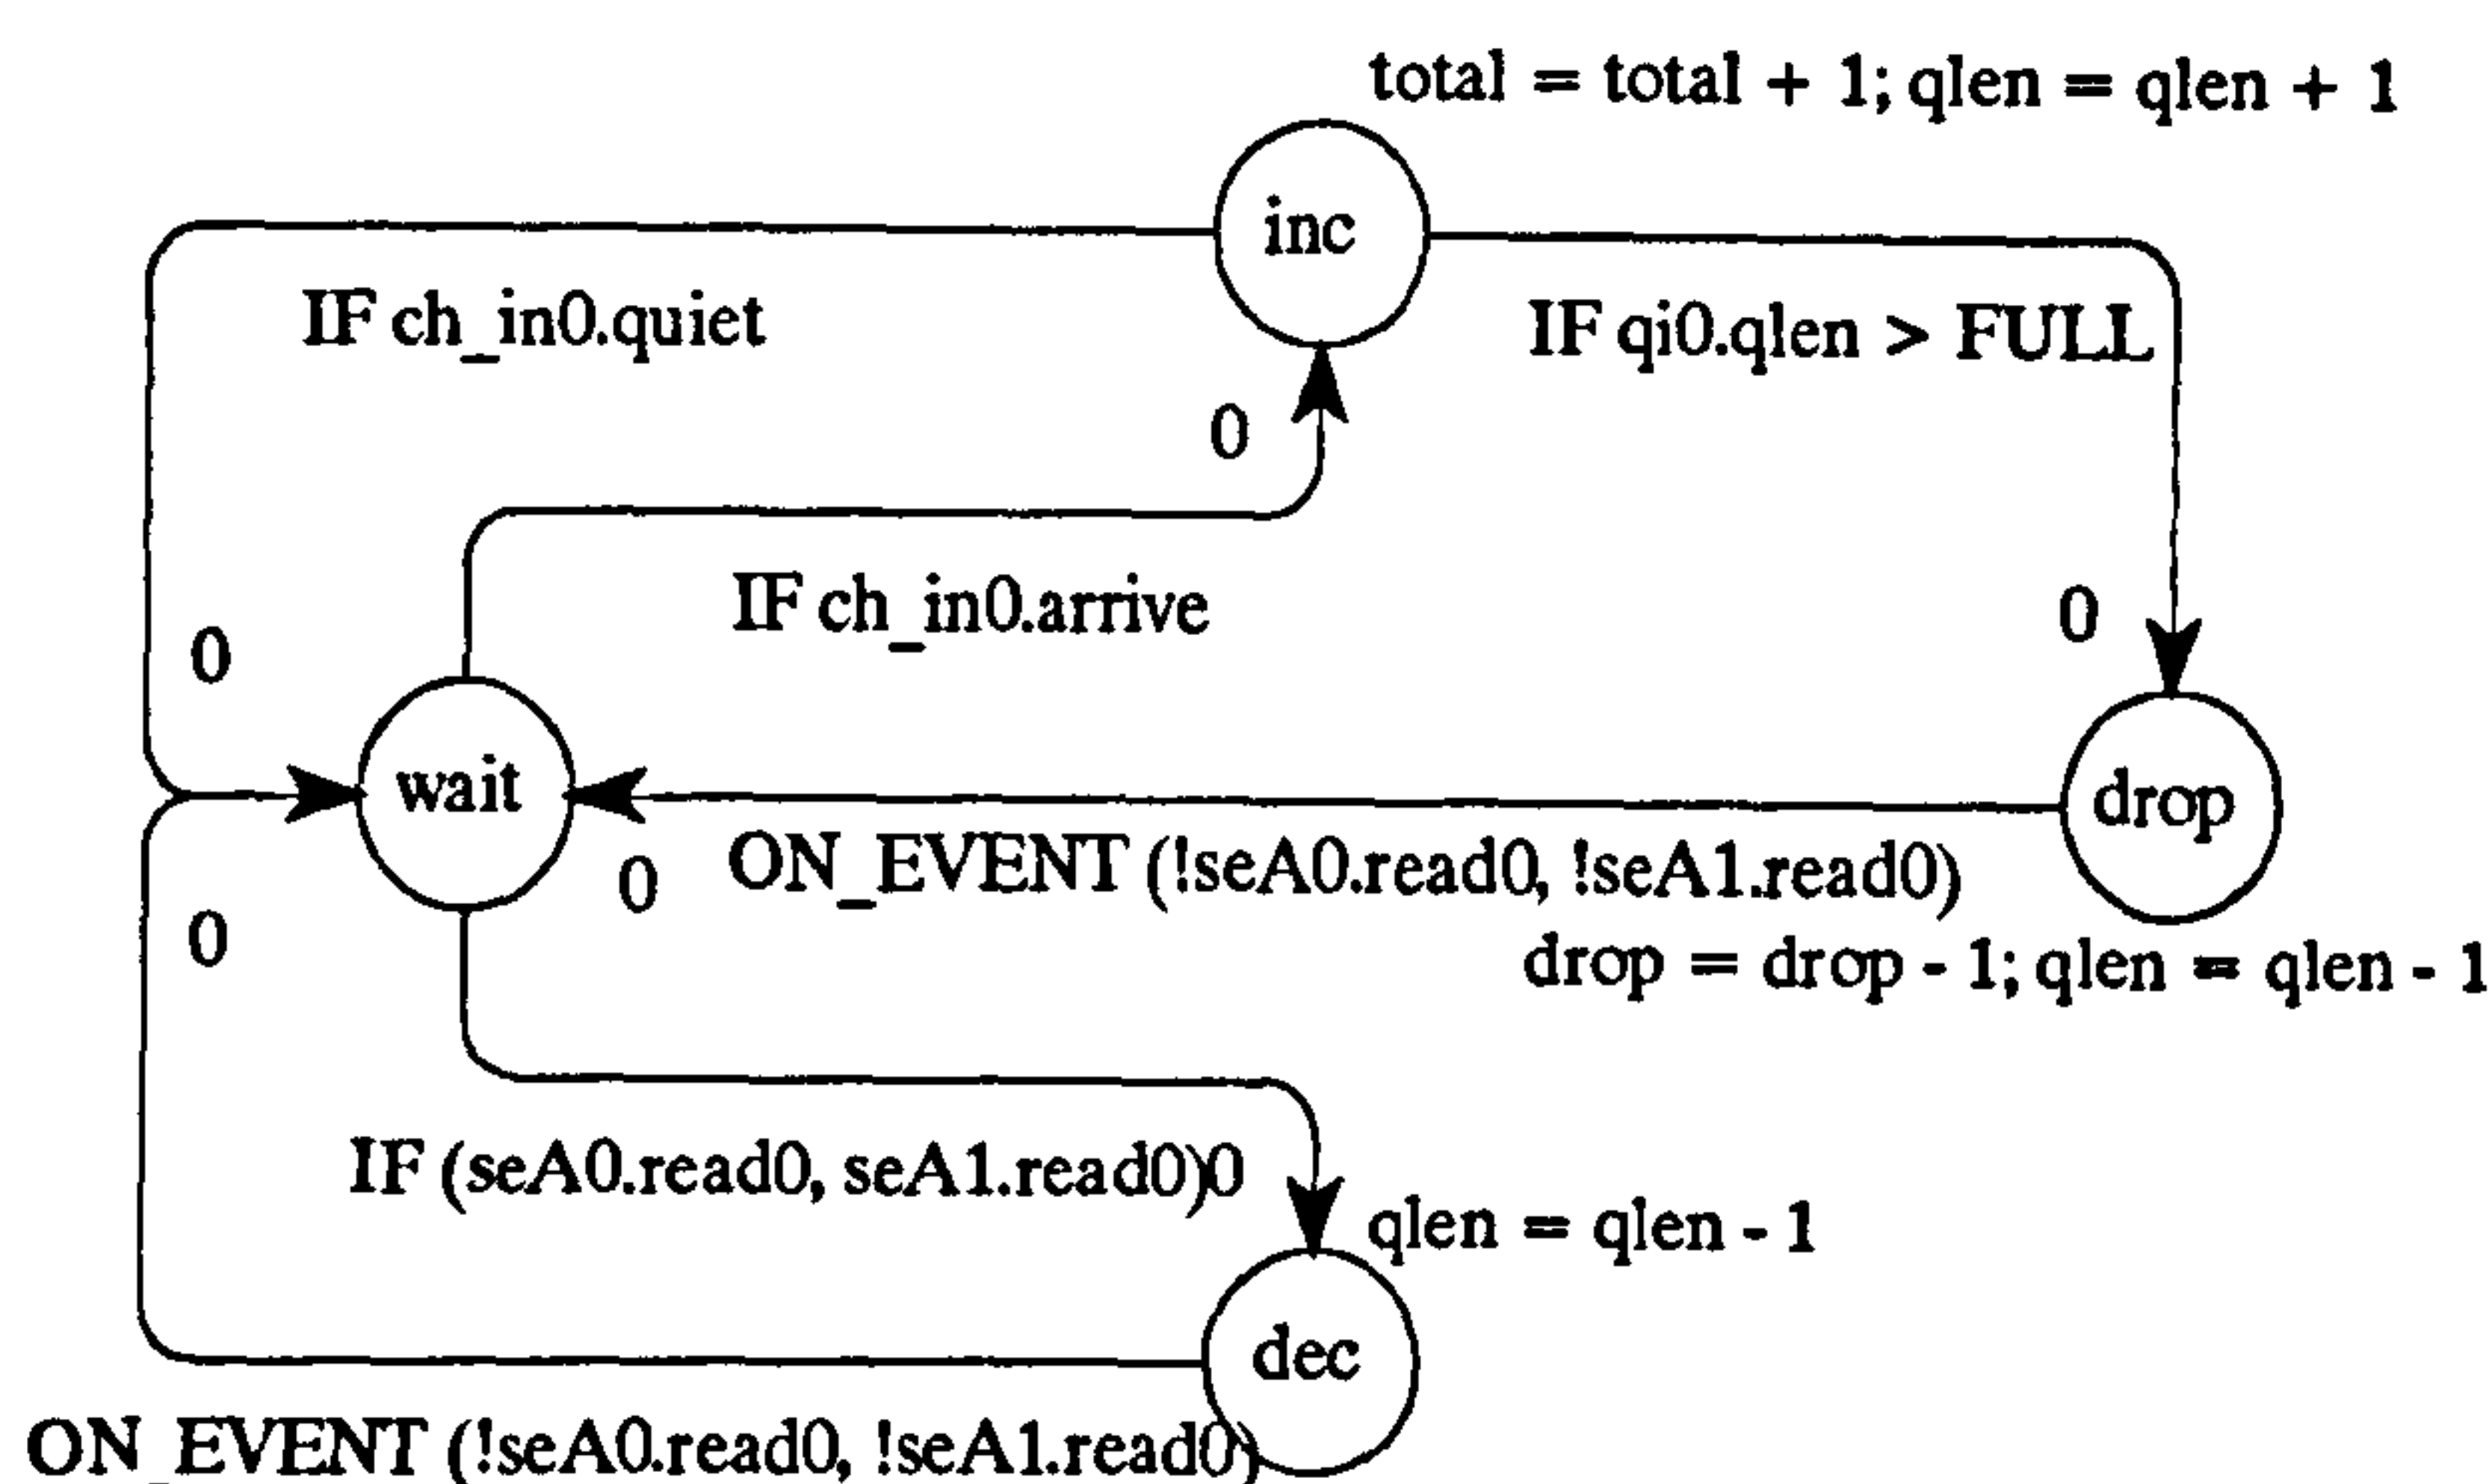 total = total + 1; qlen = qlen + 1
inc
IF ch_in0.quiet
IF qi0.qlen > FULL
0
IF ch_in0.arrive
0
0
wait
drop
0
ON_EVENT (!seA0.read0, !seA1.read0)
0
drop = drop - 1; qlen = qlen - 1
IF (seA0.read0, seA1.read0)0
qlen = qlen - 1
dec
ON_EVENT (!seA0.read0, !seA1.read0)